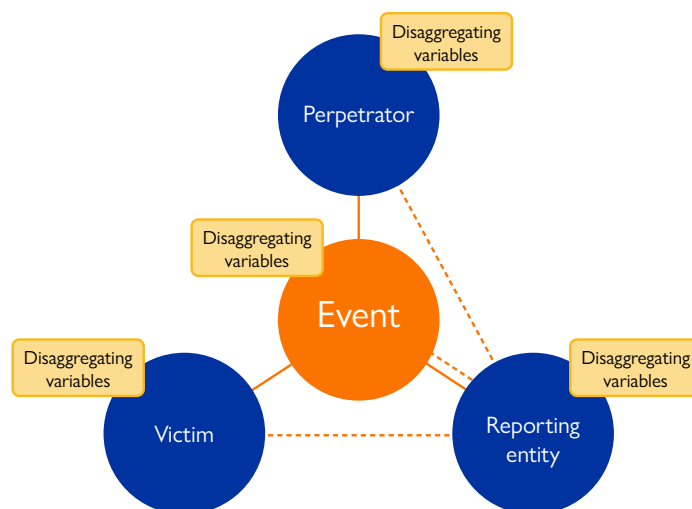 Disaggregating
variables
Perpetrator
Disaggregating
variables
Event
Disaggregating
variables
Disaggregating
variables
Victim
Reporting
entity